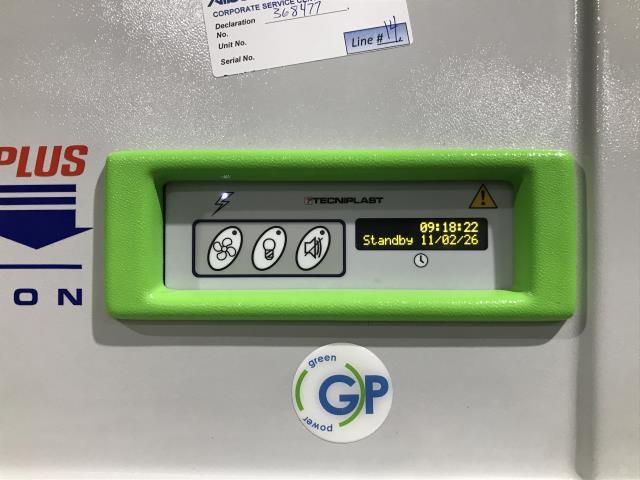 CORPORATE SERVICE
Declaration 368477
No.
Unit No.
Line # 14
Serial No.
PLUS
TECNIPLAST
09:18:22
Standby 11/02/26
ON
green
GP
power